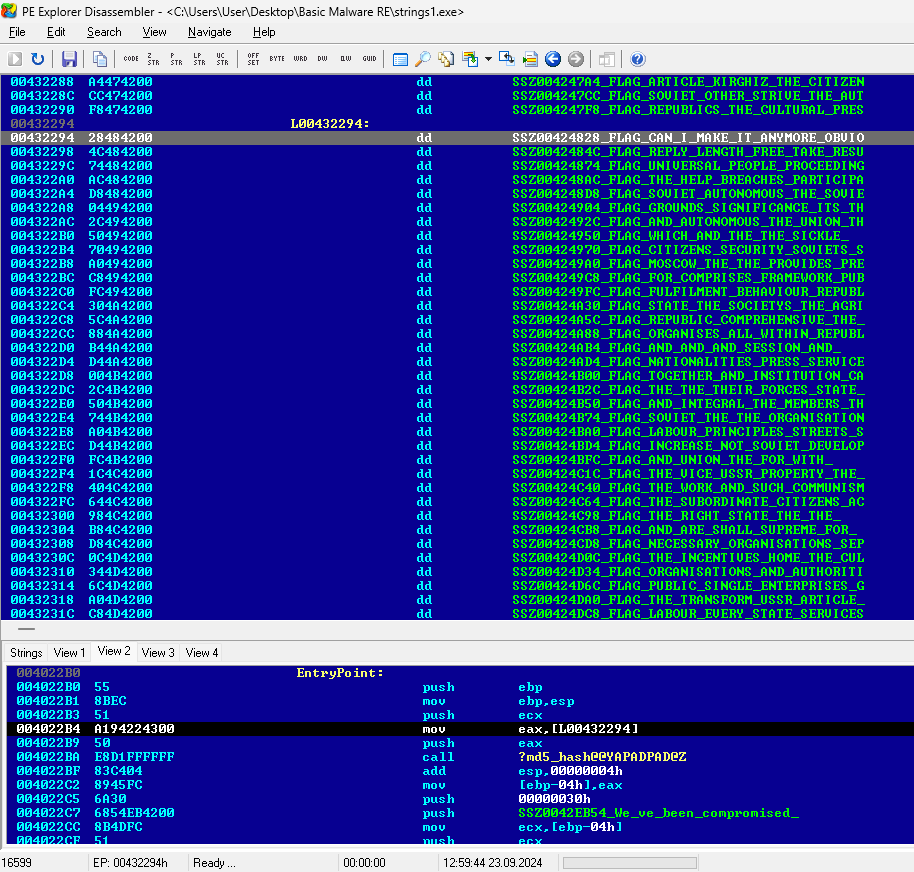 PE Explorer Disassembler - <C:\Users\User\Desktop\Basic Malware RE\strings1.exe>
File Edit Search View Navigate Help
CODE Z STR P STR LP STR UC STR OFF SET BYTE WRD DW QW GUID
00432288 A4474200 dd SSZ004247A4_FLAG_ARTICLE_KIRGHIZ_THE_CITIZEN
0043228C CC474200 dd SSZ004247CC_FLAG_SOVIET_OTHER_STRIVE_THE_AUT
00432290 F8474200 dd SSZ004247F8_FLAG_REPUBLICS_THE_CULTURAL_PRES
00432294 L00432294:
00432294 28484200 dd SSZ00424828_FLAG_CAN_I_MAKE_IT_ANYMORE_OBVIO
00432298 4C484200 dd SSZ0042484C_FLAG_REPLY_LENGTH_FREE_TAKE_RESU
0043229C 74484200 dd SSZ00424874_FLAG_UNIVERSAL_PEOPLE_PROCEEDING
004322A0 AC484200 dd SSZ004248AC_FLAG_THE_HELP_BREACHES_PARTICIPA
004322A4 D8484200 dd SSZ004248D8_FLAG_SOVIET_AUTONOMOUS_THE_SOVIE
004322A8 04494200 dd SSZ00424904_FLAG_GROUNDS_SIGNIFICANCE_ITS_TH
004322AC 2C494200 dd SSZ0042492C_FLAG_AND_AUTONOMOUS_THE_UNION_TH
004322B0 50494200 dd SSZ00424950_FLAG_WHICH_AND_THE_THE_SICKLE_
004322B4 70494200 dd SSZ00424970_FLAG_CITIZENS_SECURITY_SOVIETS_S
004322B8 A0494200 dd SSZ004249A0_FLAG_MOSCOW_THE_THE_PROVIDES_PRE
004322BC C8494200 dd SSZ004249C8_FLAG_FOR_COMPRISES_FRAMEWORK_PUB
004322C0 FC494200 dd SSZ004249FC_FLAG_FULFILMENT_BEHAVIOUR_REPUBL
004322C4 304A4200 dd SSZ00424A30_FLAG_STATE_THE_SOCIETYS_THE_AGRI
004322C8 5C4A4200 dd SSZ00424A5C_FLAG_REPUBLIC_COMPREHENSIVE_THE_
004322CC 884A4200 dd SSZ00424A88_FLAG_ORGANISES_ALL_WITHIN_REPUBL
004322D0 B44A4200 dd SSZ00424AB4_FLAG_AND_AND_AND_SESSION_AND_
004322D4 D44A4200 dd SSZ00424AD4_FLAG_NATIONALITIES_PRESS_SERVICE
004322D8 004B4200 dd SSZ00424B00_FLAG_TOGETHER_AND_INSTITUTION_CA
004322DC 2C4B4200 dd SSZ00424B2C_FLAG_THE_THE_THEIR_FORCES_STATE_
004322E0 504B4200 dd SSZ00424B50_FLAG_AND_INTEGRAL_THE_MEMBERS_TH
004322E4 744B4200 dd SSZ00424B74_FLAG_SOVIET_THE_THE_ORGANISATION
004322E8 A04B4200 dd SSZ00424BA0_FLAG_LABOUR_PRINCIPLES_STREETS_S
004322EC D44B4200 dd SSZ00424BD4_FLAG_INCREASE_NOT_SOVIET_DEVELOP
004322F0 FC4B4200 dd SSZ00424BFC_FLAG_AND_UNION_THE_FOR_WITH_
004322F4 1C4C4200 dd SSZ00424C1C_FLAG_THE_VICE_USSR_PROPERTY_THE_
004322F8 404C4200 dd SSZ00424C40_FLAG_THE_WORK_AND_SUCH_COMMUNISM
004322FC 644C4200 dd SSZ00424C64_FLAG_THE_SUBORDINATE_CITIZENS_AC
00432300 984C4200 dd SSZ00424C98_FLAG_THE_RIGHT_STATE_THE_THE_
00432304 B84C4200 dd SSZ00424CB8_FLAG_AND_ARE_SHALL_SUPREME_FOR_
00432308 D84C4200 dd SSZ00424CD8_FLAG_NECESSARY_ORGANISATIONS_SEP
0043230C 0C4D4200 dd SSZ00424D0C_FLAG_THE_INCENTIVES_HOME_THE_CUL
00432310 344D4200 dd SSZ00424D34_FLAG_ORGANISATIONS_AND_AUTHORITI
00432314 6C4D4200 dd SSZ00424D6C_FLAG_PUBLIC_SINGLE_ENTERPRISES_G
00432318 A04D4200 dd SSZ00424DA0_FLAG_THE_TRANSFORM_USSR_ARTICLE_
0043231C C84D4200 dd SSZ00424DC8_FLAG_LABOUR_EVERY_STATE_SERVICES
Strings View 1 View 2 View 3 View 4
004022B0 EntryPoint:
004022B0 55 push ebp
004022B1 8BEC mov ebp,esp
004022B3 51 push ecx
004022B4 A194224300 mov eax,[L00432294]
004022B9 50 push eax
004022BA E8D1FFFFFF call ?md5_hash@@YAPADPAD@Z
004022BF 83C404 add esp,00000004h
004022C2 8945FC mov [ebp-04h],eax
004022C5 6A30 push 00000030h
004022C7 6854EB4200 push SSZ0042EB54_We_ve_been_compromised_
004022CC 8B4DFC mov ecx,[ebp-04h]
004022CF 51 push ecx
16599 EP: 00432294h Ready ... 00:00:00 12:59:44 23.09.2024